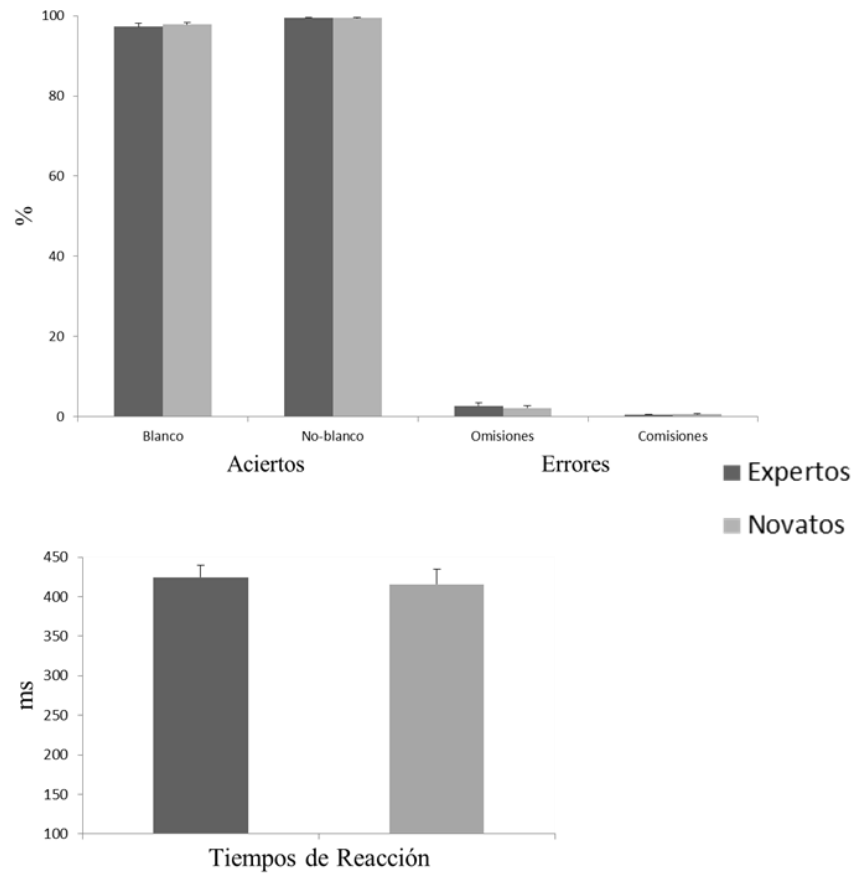 100
80
60
40
20
0
%
Blanco No-blanco Omisiones Comisiones
Aciertos Errores
Expertos
Novatos
450
400
350
300
250
200
150
100
ms
Tiempos de Reacción